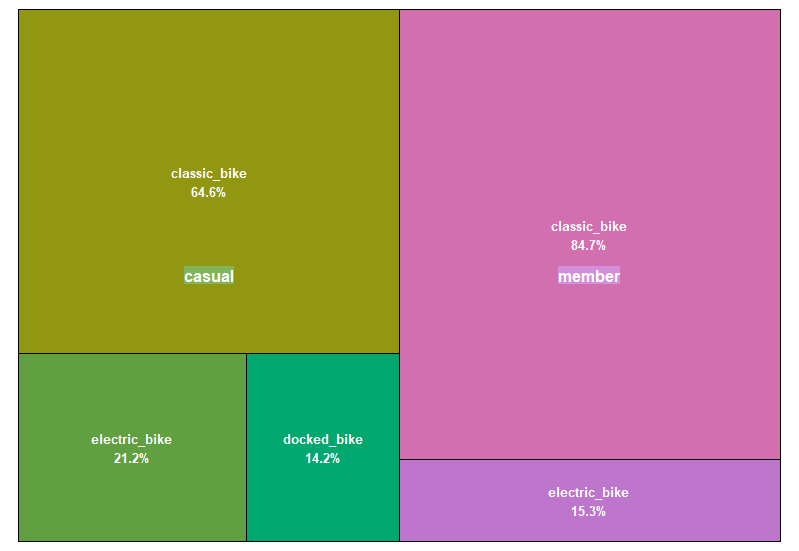 classic_bike
64.6%
casual
electric_bike
21.2%
docked_bike
14.2%
classic_bike
84.7%
member
electric_bike
15.3%